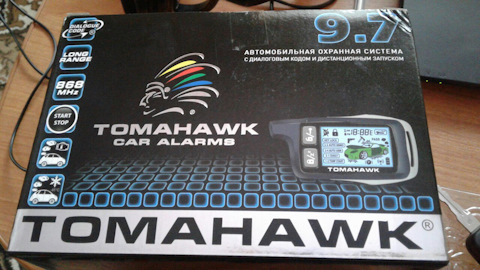 DIALOGUE
CODE
9.7
АВТОМОБИЛЬНАЯ ОХРАННАЯ СИСТЕМА
С ДИАЛОГОВЫМ КОДОМ И ДИСТАНЦИОННЫМ ЗАПУСКОМ
LONG
RANGE
868
MHz
START
STOP
TOMAHAWK
CAR ALARMS
TOMAHAWK
TOMAHAWK®